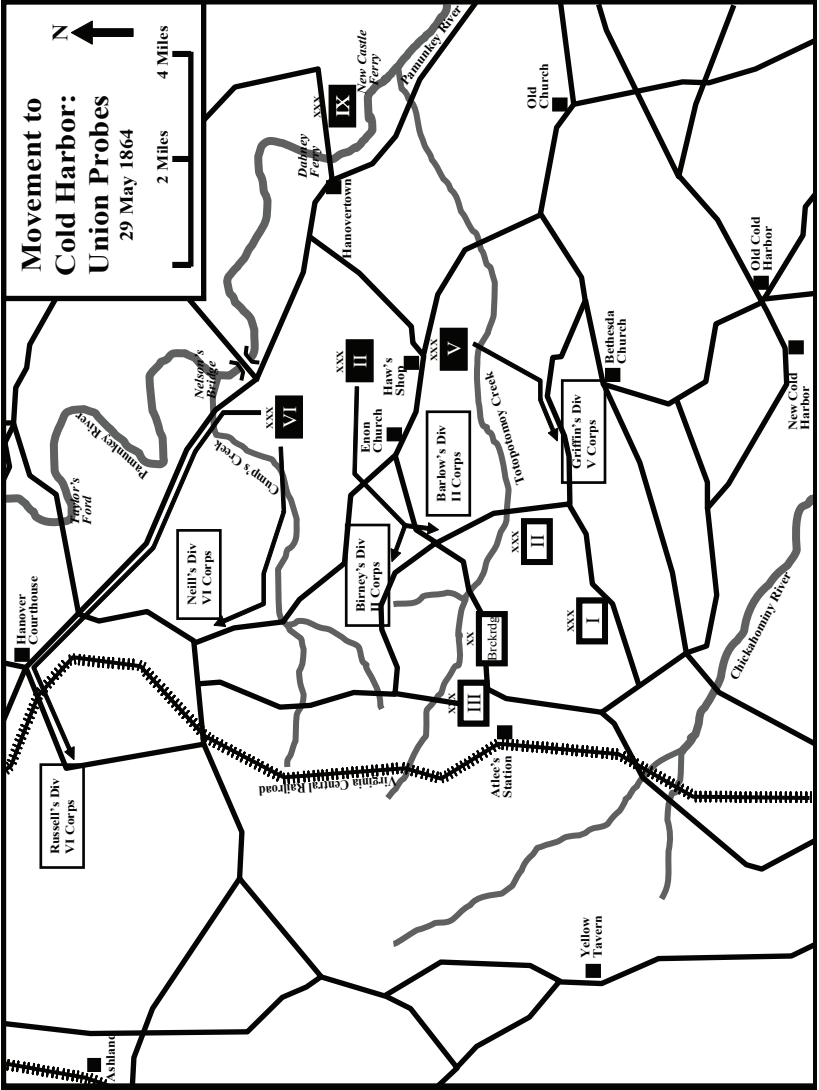 Movement to
Cold Harbor:
Union Probes
29 May 1864
N
2 Miles
4 Miles
Ashland
Hanover
Courthouse
Taylor's
Ford
Pamunkey River
Nelson's
Bridge
Dabney
Ferry
New Castle
Ferry
Pamunkey River
Hanovertown
XXX
IX
XXX
VI
Crump's Creek
Russell's Div
VI Corps
Neill's Div
VI Corps
Virginia Central Railroad
XXX
II
Haw's
Shop
Enon
Church
XXX
V
Birney's Div
II Corps
Barlow's Div
II Corps
Totopotomoy Creek
XX
Brckrdg
XXX
III
XXX
II
XXX
I
Atlee's
Station
Griffin's Div
V Corps
Bethesda
Church
Old
Church
Old Cold
Harbor
New Cold
Harbor
Chickahominy River
Yellow
Tavern